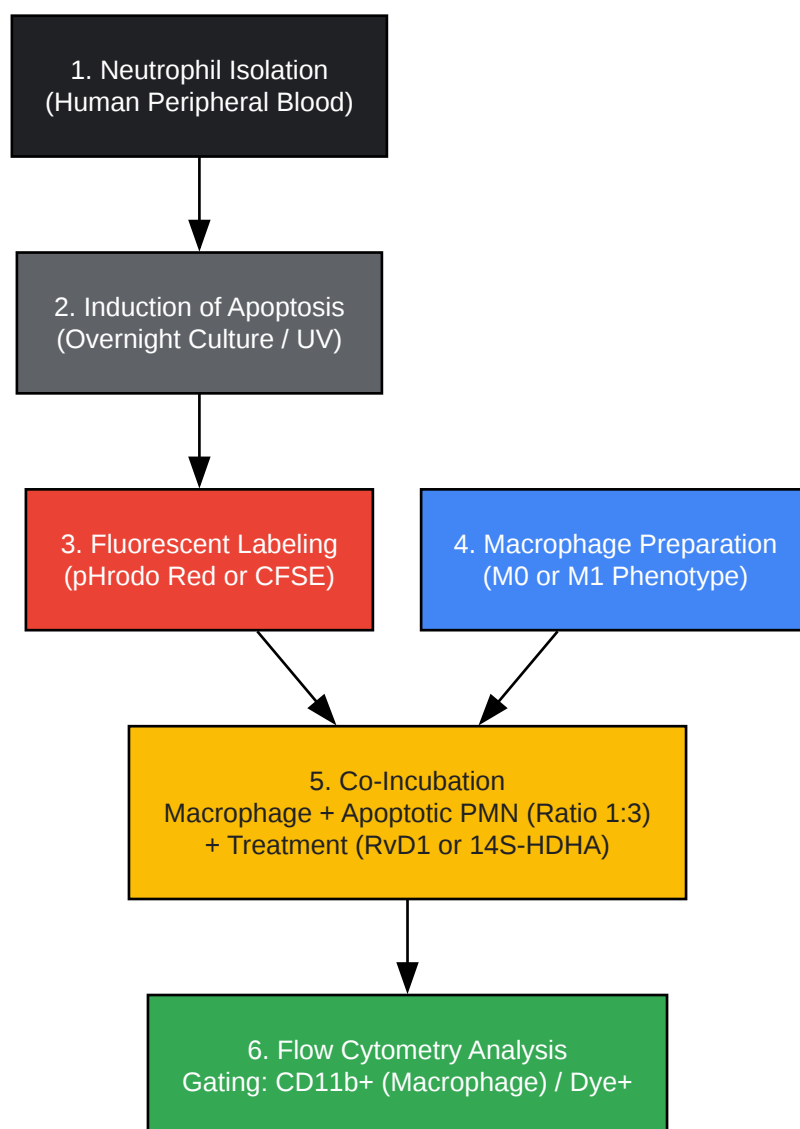 1. Neutrophil Isolation
(Human Peripheral Blood)
2. Induction of Apoptosis
(Overnight Culture / UV)
3. Fluorescent Labeling
(pHrodo Red or CFSE)
4. Macrophage Preparation
(M0 or M1 Phenotype)
5. Co-Incubation
Macrophage + Apoptotic PMN (Ratio 1:3)
+ Treatment (RvD1 or 14S-HDHA)
6. Flow Cytometry Analysis
Gating: CD11b+ (Macrophage) / Dye+